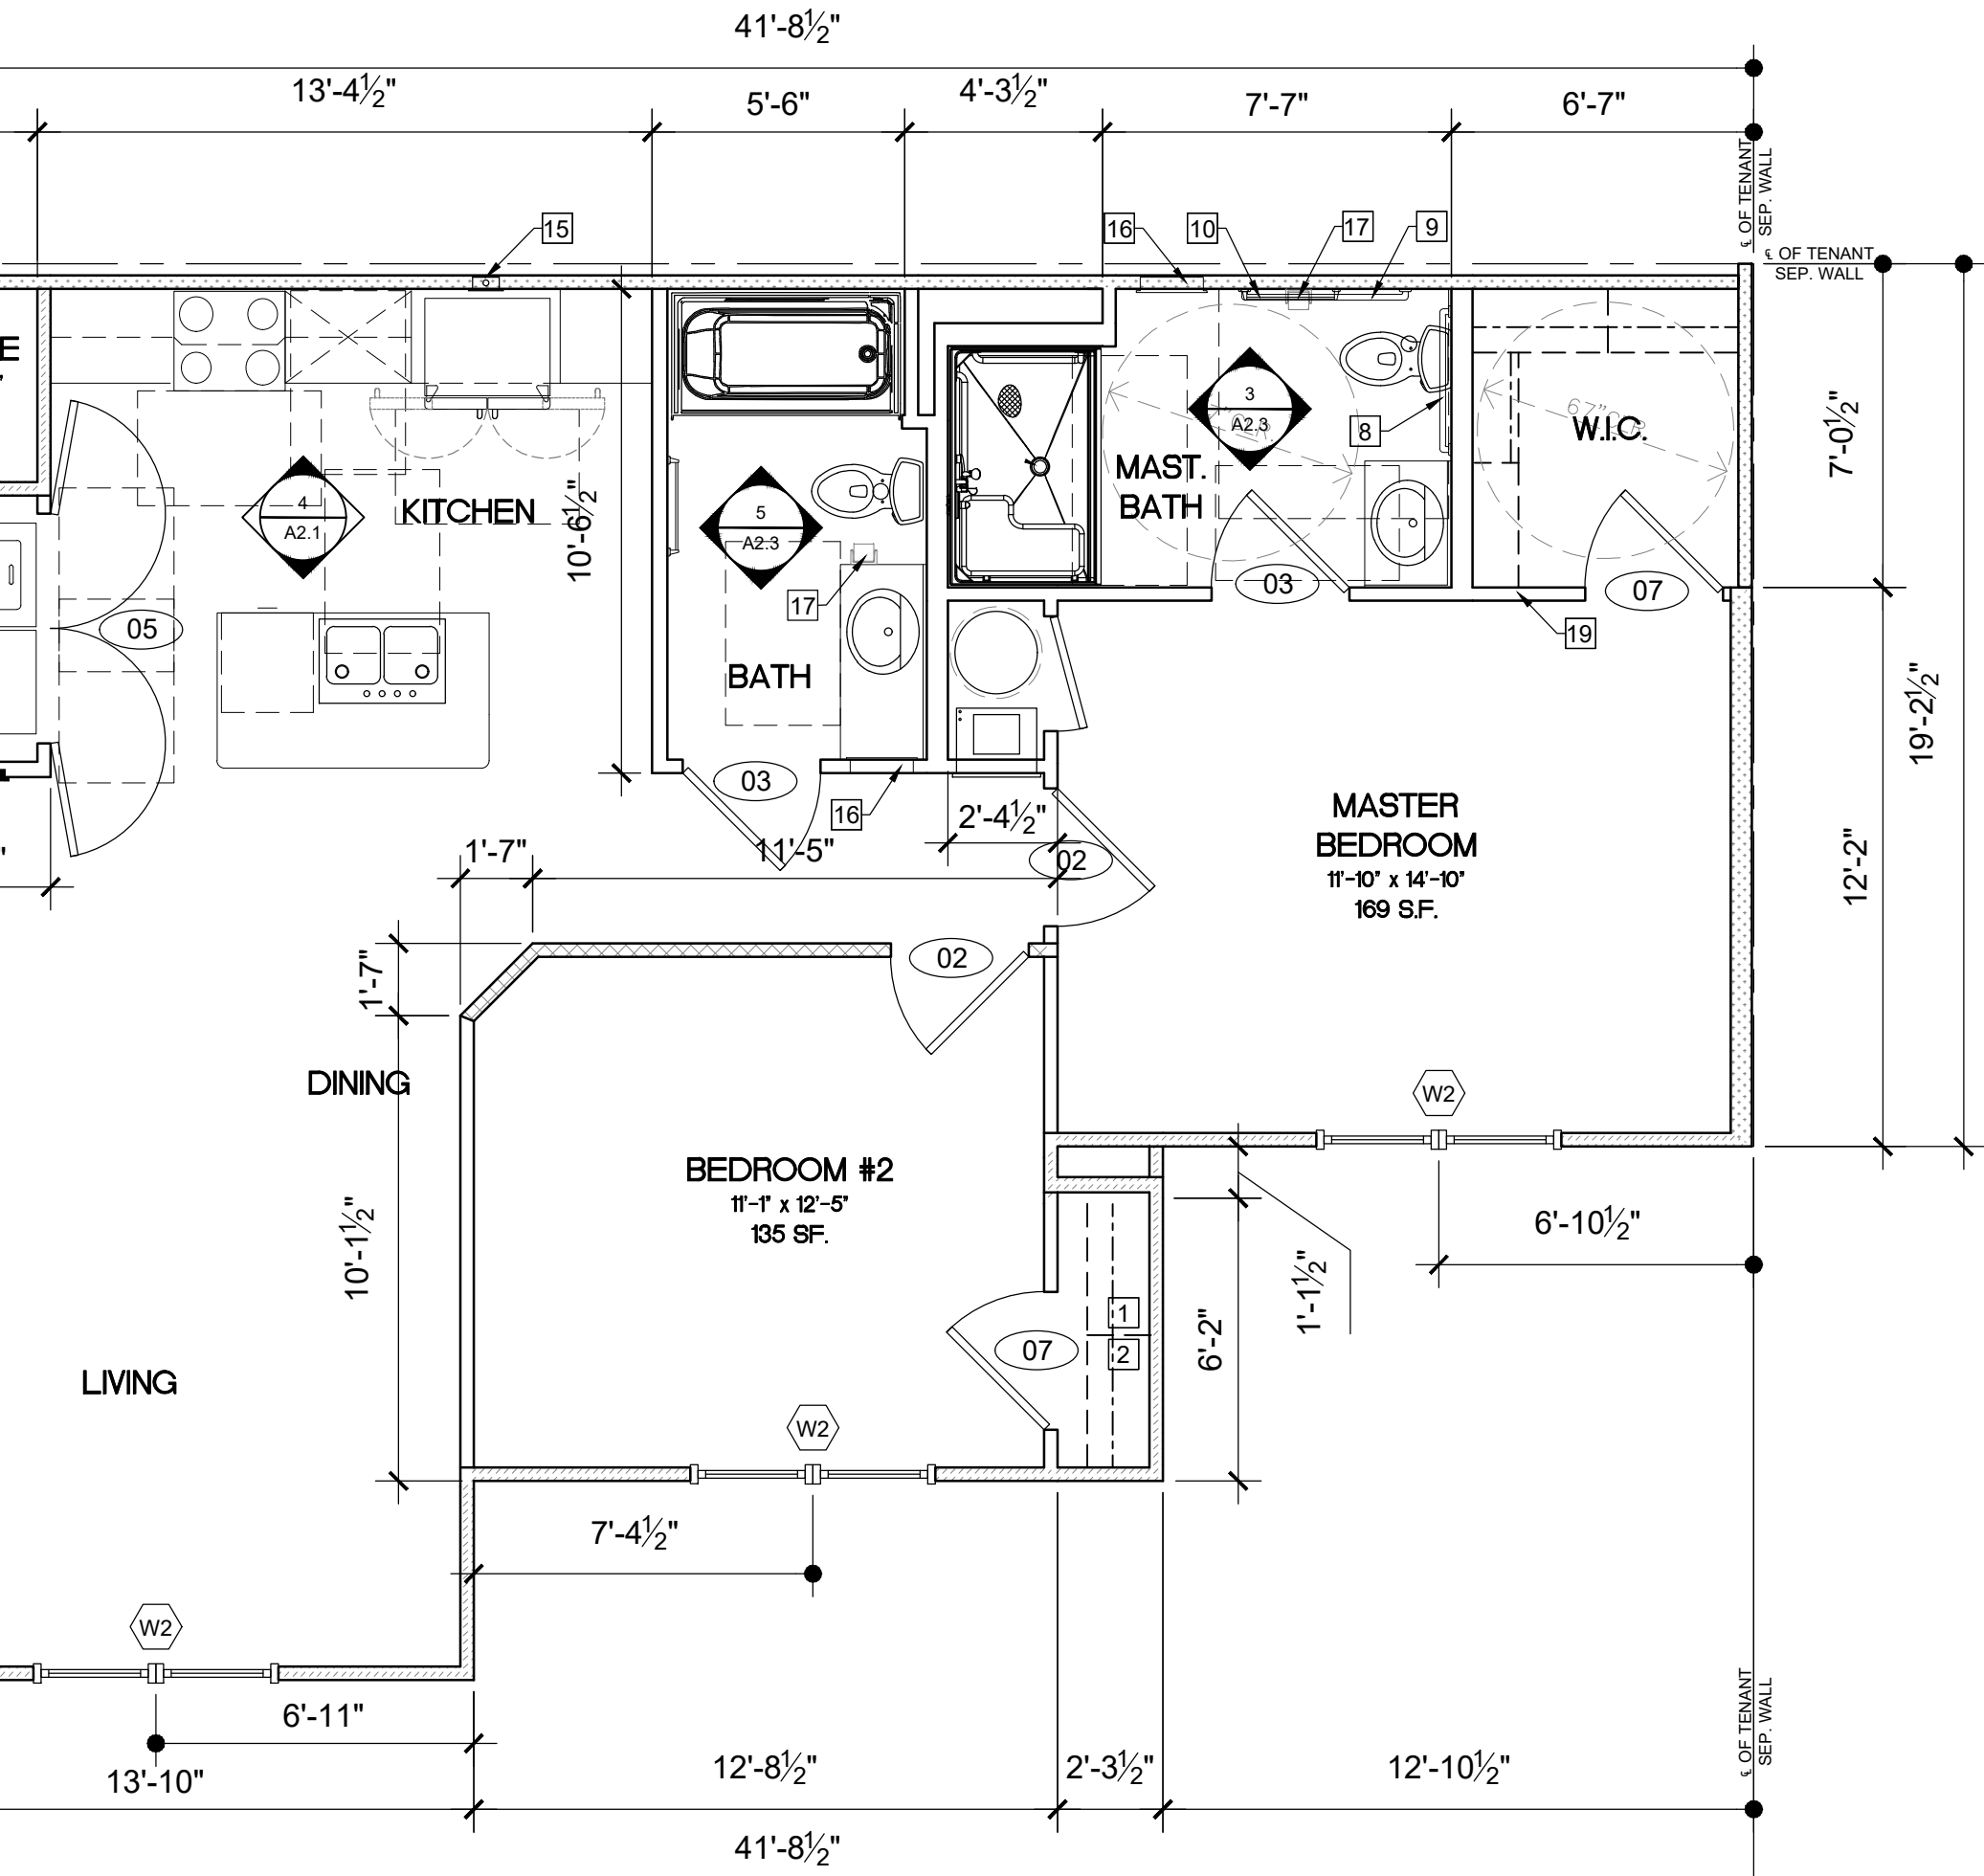 41'-8½"
13'-4½"
5'-6"
4'-3½"
7'-7"
6'-7"
℄ OF TENANT
SEP. WALL
15
16
10
17
9
℄ OF TENANT
SEP. WALL
E
3
A2.3
8
67"
W.I.C.
7'-0½"
MAST.
BATH
4
A2.1
KITCHEN
10'-6½"
5
A2.3
17
03
07
19
05
BATH
19'-2½"
03
16
2'-4½"
MASTER
BEDROOM
11'-10" x 14'-10"
169 S.F.
12'-2"
1'-7"
11'-5"
02
02
1'-7"
DINING
W2
BEDROOM #2
11'-1" x 12'-5"
135 SF.
10'-1½"
6'-10½"
1'-1½"
1
2
07
6'-2"
LIVING
W2
7'-4½"
W2
6'-11"
℄ OF TENANT
SEP. WALL
13'-10"
12'-8½"
2'-3½"
12'-10½"
41'-8½"